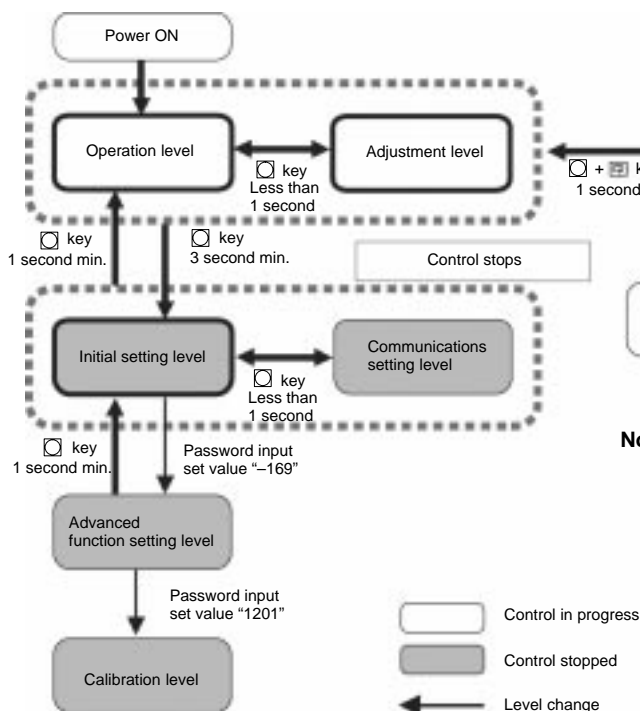 Power ON
Operation level
Adjustment level
key
Less than
1 second
+ k
1 second
key
1 second min.
key
3 second min.
Control stops
Initial setting level
Communications
setting level
key
Less than
1 second
key
1 second min.
Password input
set value “–169”
No
Advanced
function setting level
Password input
set value “1201”
Calibration level
Control in progress
Control stopped
Level change